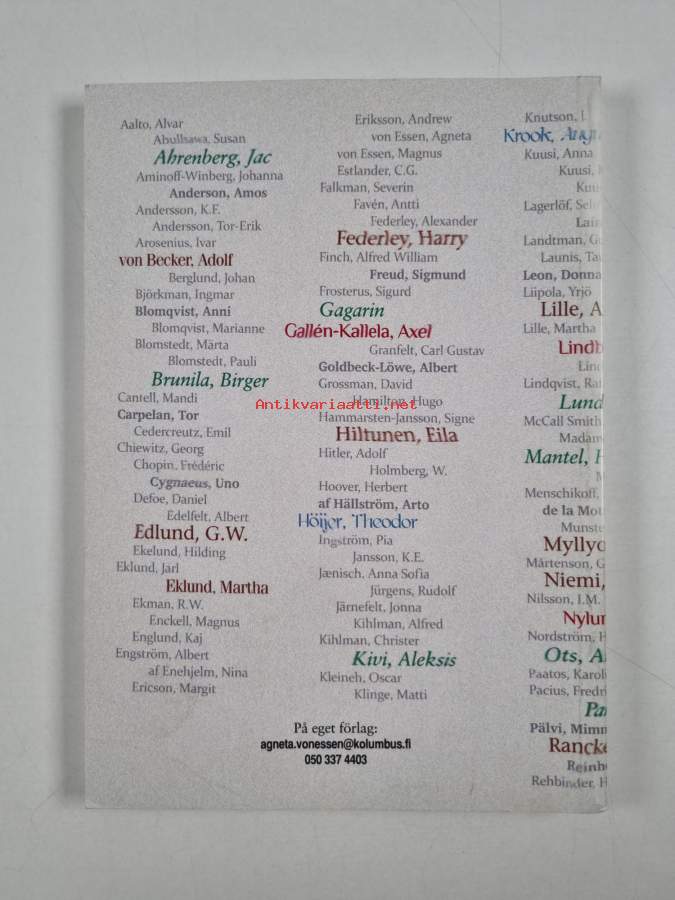 Aalto, Alvar
Abullsawa, Susan
Ahrenberg, Jac
Aminoff-Winberg, Johanna
Anderson, Amos
Andersson, K.F.
Andersson, Tor-Erik
Arosenius, Ivar
von Becker, Adolf
Berglund, Johan
Björkman, Ingmar
Blomqvist, Anni
Blomqvist, Marianne
Blomstedt, Märta
Blomstedt, Pauli
Brunila, Birger
Cantell, Mandi
Carpelan, Tor
Cedercreutz, Emil
Chiewitz, Georg
Chopin, Frédéric
Cygnaeus, Uno
Defoe, Daniel
Edelfelt, Albert
Edlund, G.W.
Ekelund, Hilding
Eklund, Jarl
Eklund, Martha
Ekman, R.W.
Enckell, Magnus
Englund, Kaj
Engström, Albert
af Enehjelm, Nina
Ericson, Margit
Eriksson, Andrew
von Essen, Agneta
von Essen, Magnus
Estlander, C.G.
Falkman, Severin
Favén, Antti
Federley, Alexander
Federley, Harry
Finch, Alfred William
Freud, Sigmund
Frosterus, Sigurd
Gagarin
Gallén-Kallela, Axel
Granfelt, Carl Gustav
Goldbeck-Löwe, Albert
Grossman, David
Hamilton, Hugo
Antikvariaatti.net
Hammarsten-Jansson, Signe
Hiltunen, Eila
Hitler, Adolf
Holmberg, W.
Hoover, Herbert
af Hällström, Arto
Höijer, Theodor
Ingström, Pia
Jansson, K.E.
Jænisch, Anna Sofia
Jürgens, Rudolf
Järnefelt, Jonna
Kihlman, Alfred
Kihlman, Christer
Kivi, Aleksis
Kleineh, Oscar
Klinge, Matti
Knutson,
Krook,
Kuusi, Anna
Kuusi,
Lagerlöf,
Landtman,
Launis,
Leon, Donna
Liipola, Yrjö
Lille, A
Lille, Martha
Lindqvist,
McCall Smith
Mantel,
Menschikoff,
de la
Mårtenson, G
Niemi,
Nilsson, I.M.
Nordström, H
Ots, A
Paatos,
Pacius,
Pälvi,
Rehbinder, H
På eget förlag:
agneta.vonessen@kolumbus.fi
050 337 4403